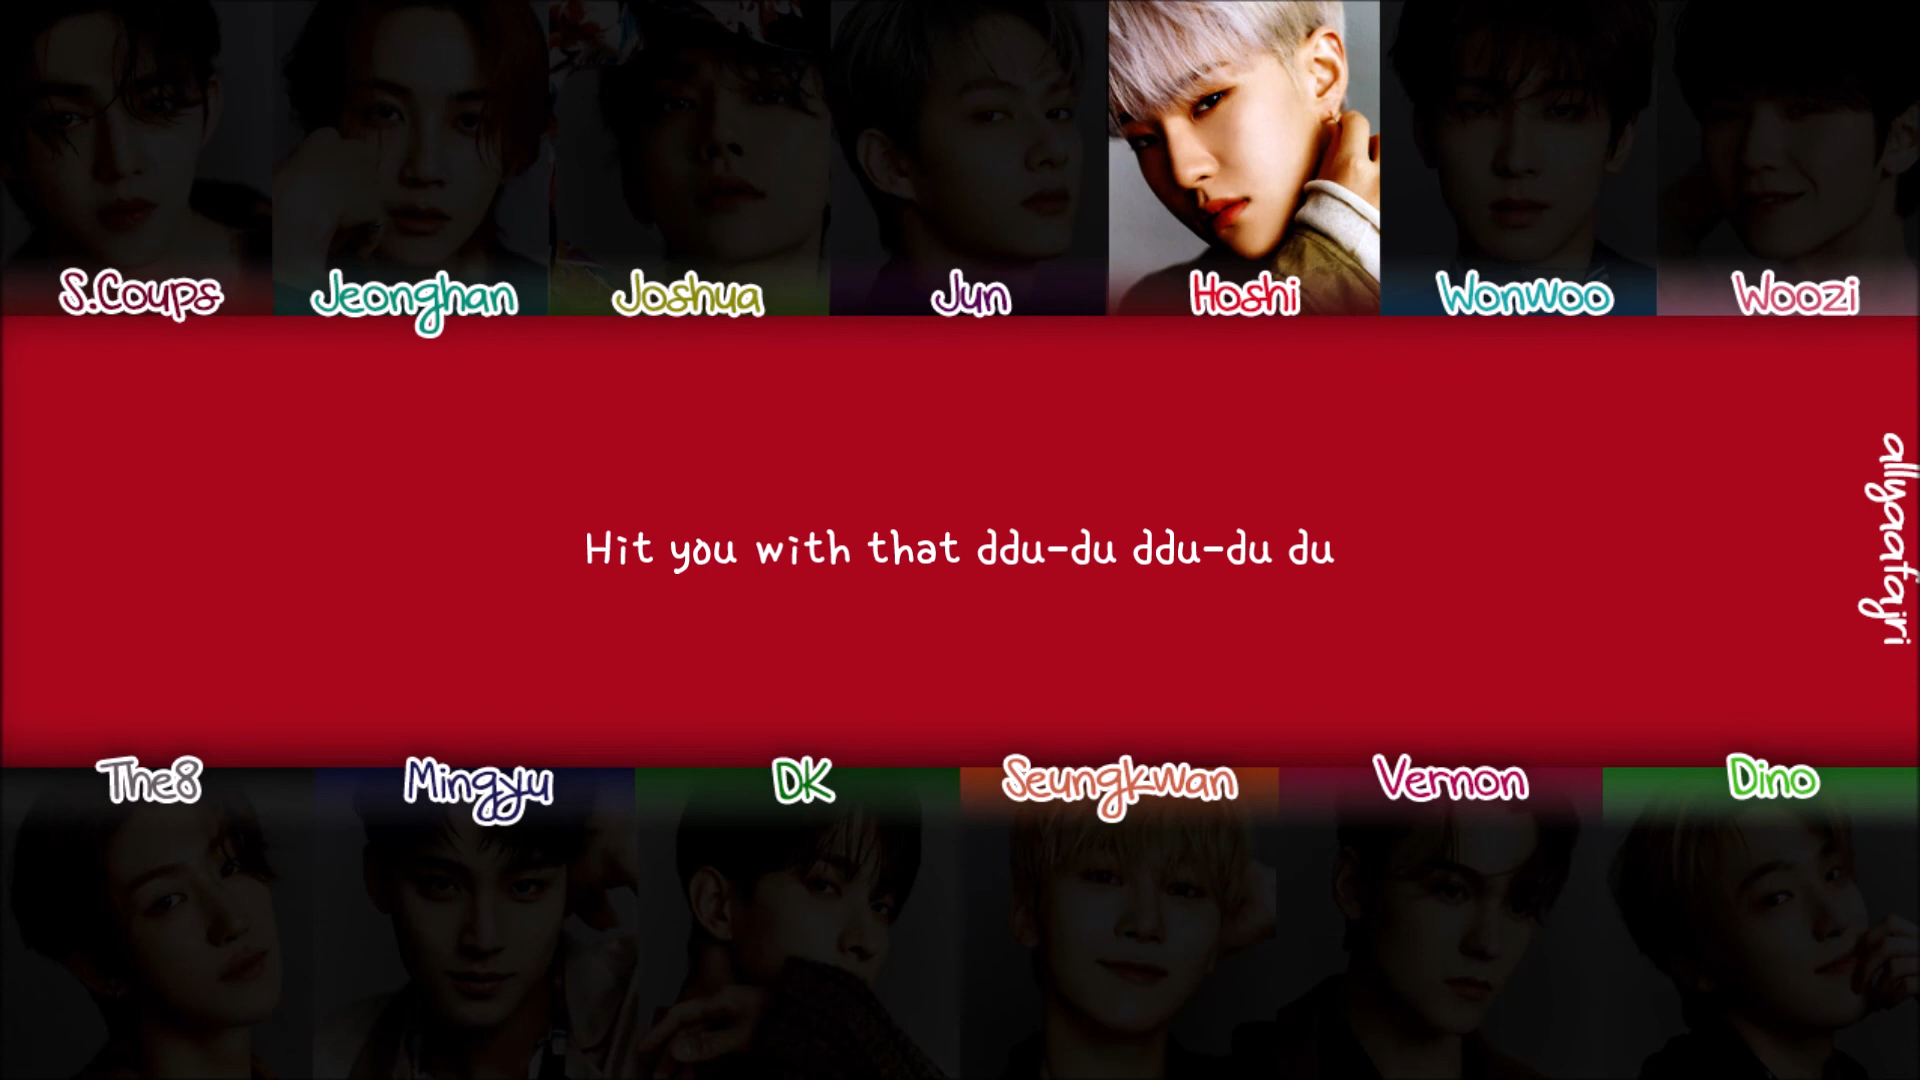 S.Coups
Jeonghan
Joshua
Jun
Hoshi
Wonwoo
Woozi
Hit you with that ddu-du ddu-du du
allyaafajri
The8
Mingyu
DK
Seungkwan
Vernon
Dino